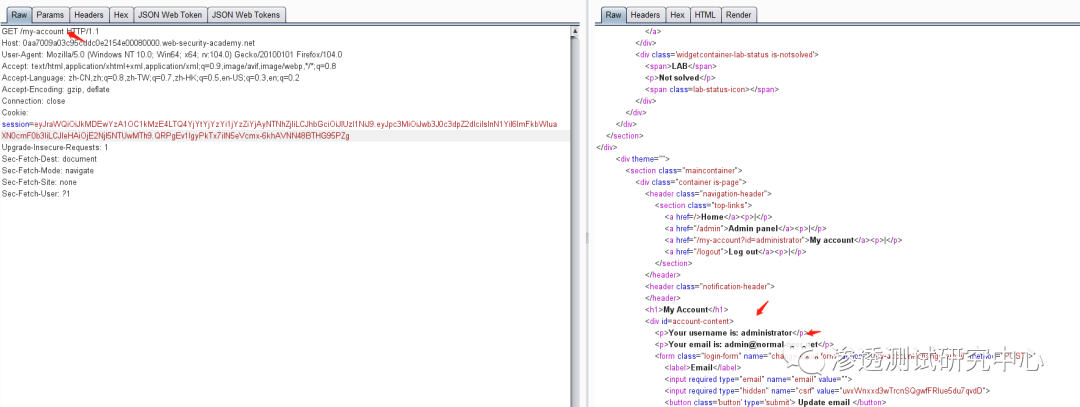 Raw Params Headers Hex JSON Web Token JSON Web Tokens
GET /my-account HTTP/1.1
Host: 0aa7009a03c95cddc0e2154e00080000.web-security-academy.net
User-Agent: Mozilla/5.0 (Windows NT 10.0; Win64; x64; rv:104.0) Gecko/20100101 Firefox/104.0
Accept: text/html,application/xhtml+xml,application/xml;q=0.9,image/avif,image/webp,*/*;q=0.8
Accept-Language: zh-CN,zh;q=0.8,zh-TW;q=0.7,zh-HK;q=0.5,en-US;q=0.3,en;q=0.2
Accept-Encoding: gzip, deflate
Connection: close
Cookie:
Upgrade-Insecure-Requests: 1
Sec-Fetch-Dest: document
Sec-Fetch-Mode: navigate
Sec-Fetch-Site: none
Sec-Fetch-User: ?1
Raw Headers Hex HTML Render
</a>
</div>
<div class='widgetcontainer-lab-status is-notsolved'>
<span>LAB</span>
<p>Not solved</p>
<span class=lab-status-icon></span>
</div>
</div>
</div>
</section>
</div>
<div theme="">
<section class="maincontainer">
<div class="container is-page">
<header class="navigation-header">
<section class="top-links">
<a href=/>Home</a><p>|</p>
<a href="/admin">Admin panel</a><p>|</p>
<a href="/my-account?id=administrator">My account</a><p>|</p>
<a href="/logout">Log out</a><p>|</p>
</section>
</header>
<header class="notification-header">
</header>
<h1>My Account</h1>
<div id=account-content>
<p>Your username is: administrator</p>
<p>Your email is: admin@normal- net</p>
<form class="login-form" name="
<label>Email</label>
<input required type="email" name="email" value="">
<input required type="hidden" name="csrf" value="
<button class='button' type='submit'> Update email </button>
渗透测试研究中心